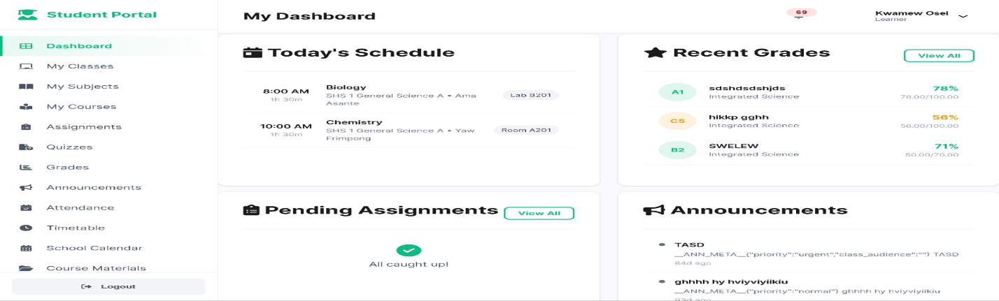 Student Portal
My Dashboard
69
Kwamew Osei
Learner
Dashboard
My Classes
My Subjects
My Courses
Assignments
Quizzes
Grades
Announcements
Attendance
Timetable
School Calendar
Course Materials
Logout
Today's Schedule
8:00 AM
1h 30m
Biology
SHS 1 General Science A • Ama
Asante
Lab B201
10:00 AM
1h 30m
Chemistry
SHS 1 General Science A • Yaw
Frimpong
Room A201
Recent Grades
View All
A1
sdshdsdshjds
Integrated Science
78%
78.00/100.00
C5
hikkp gghh
Integrated Science
56%
56.00/100.00
B2
SWELEW
Integrated Science
71%
50.00/70.00
Pending Assignments
View All
All caught up!
Announcements
TASD
__ANN_META__{"priority":"urgent","class_audience":""} TASD
84d ago
ghhhh hy hviyviyiikiu
__ANN_META__{"priority":"normal"} ghhhh hy hviyviyiikiu
93d ago